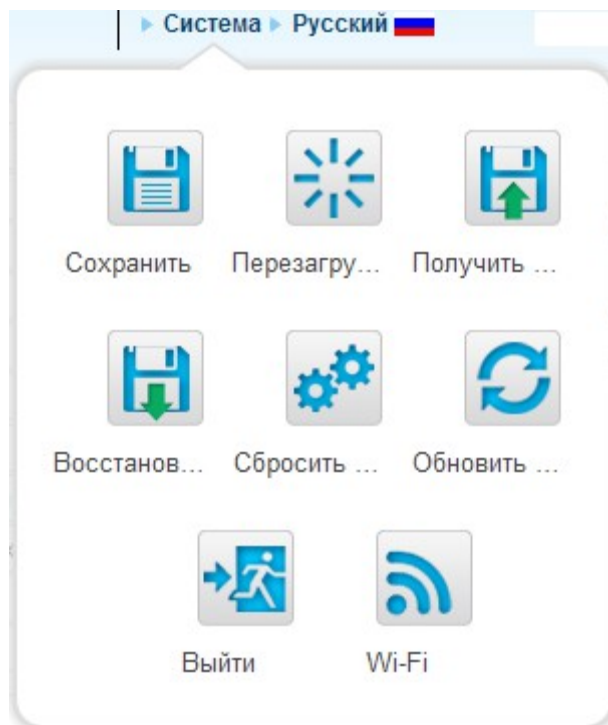 Система Русский
Сохранить Перезагру... Получить ...
Восстанов... Сбросить ... Обновить ...
Выйти Wi-Fi